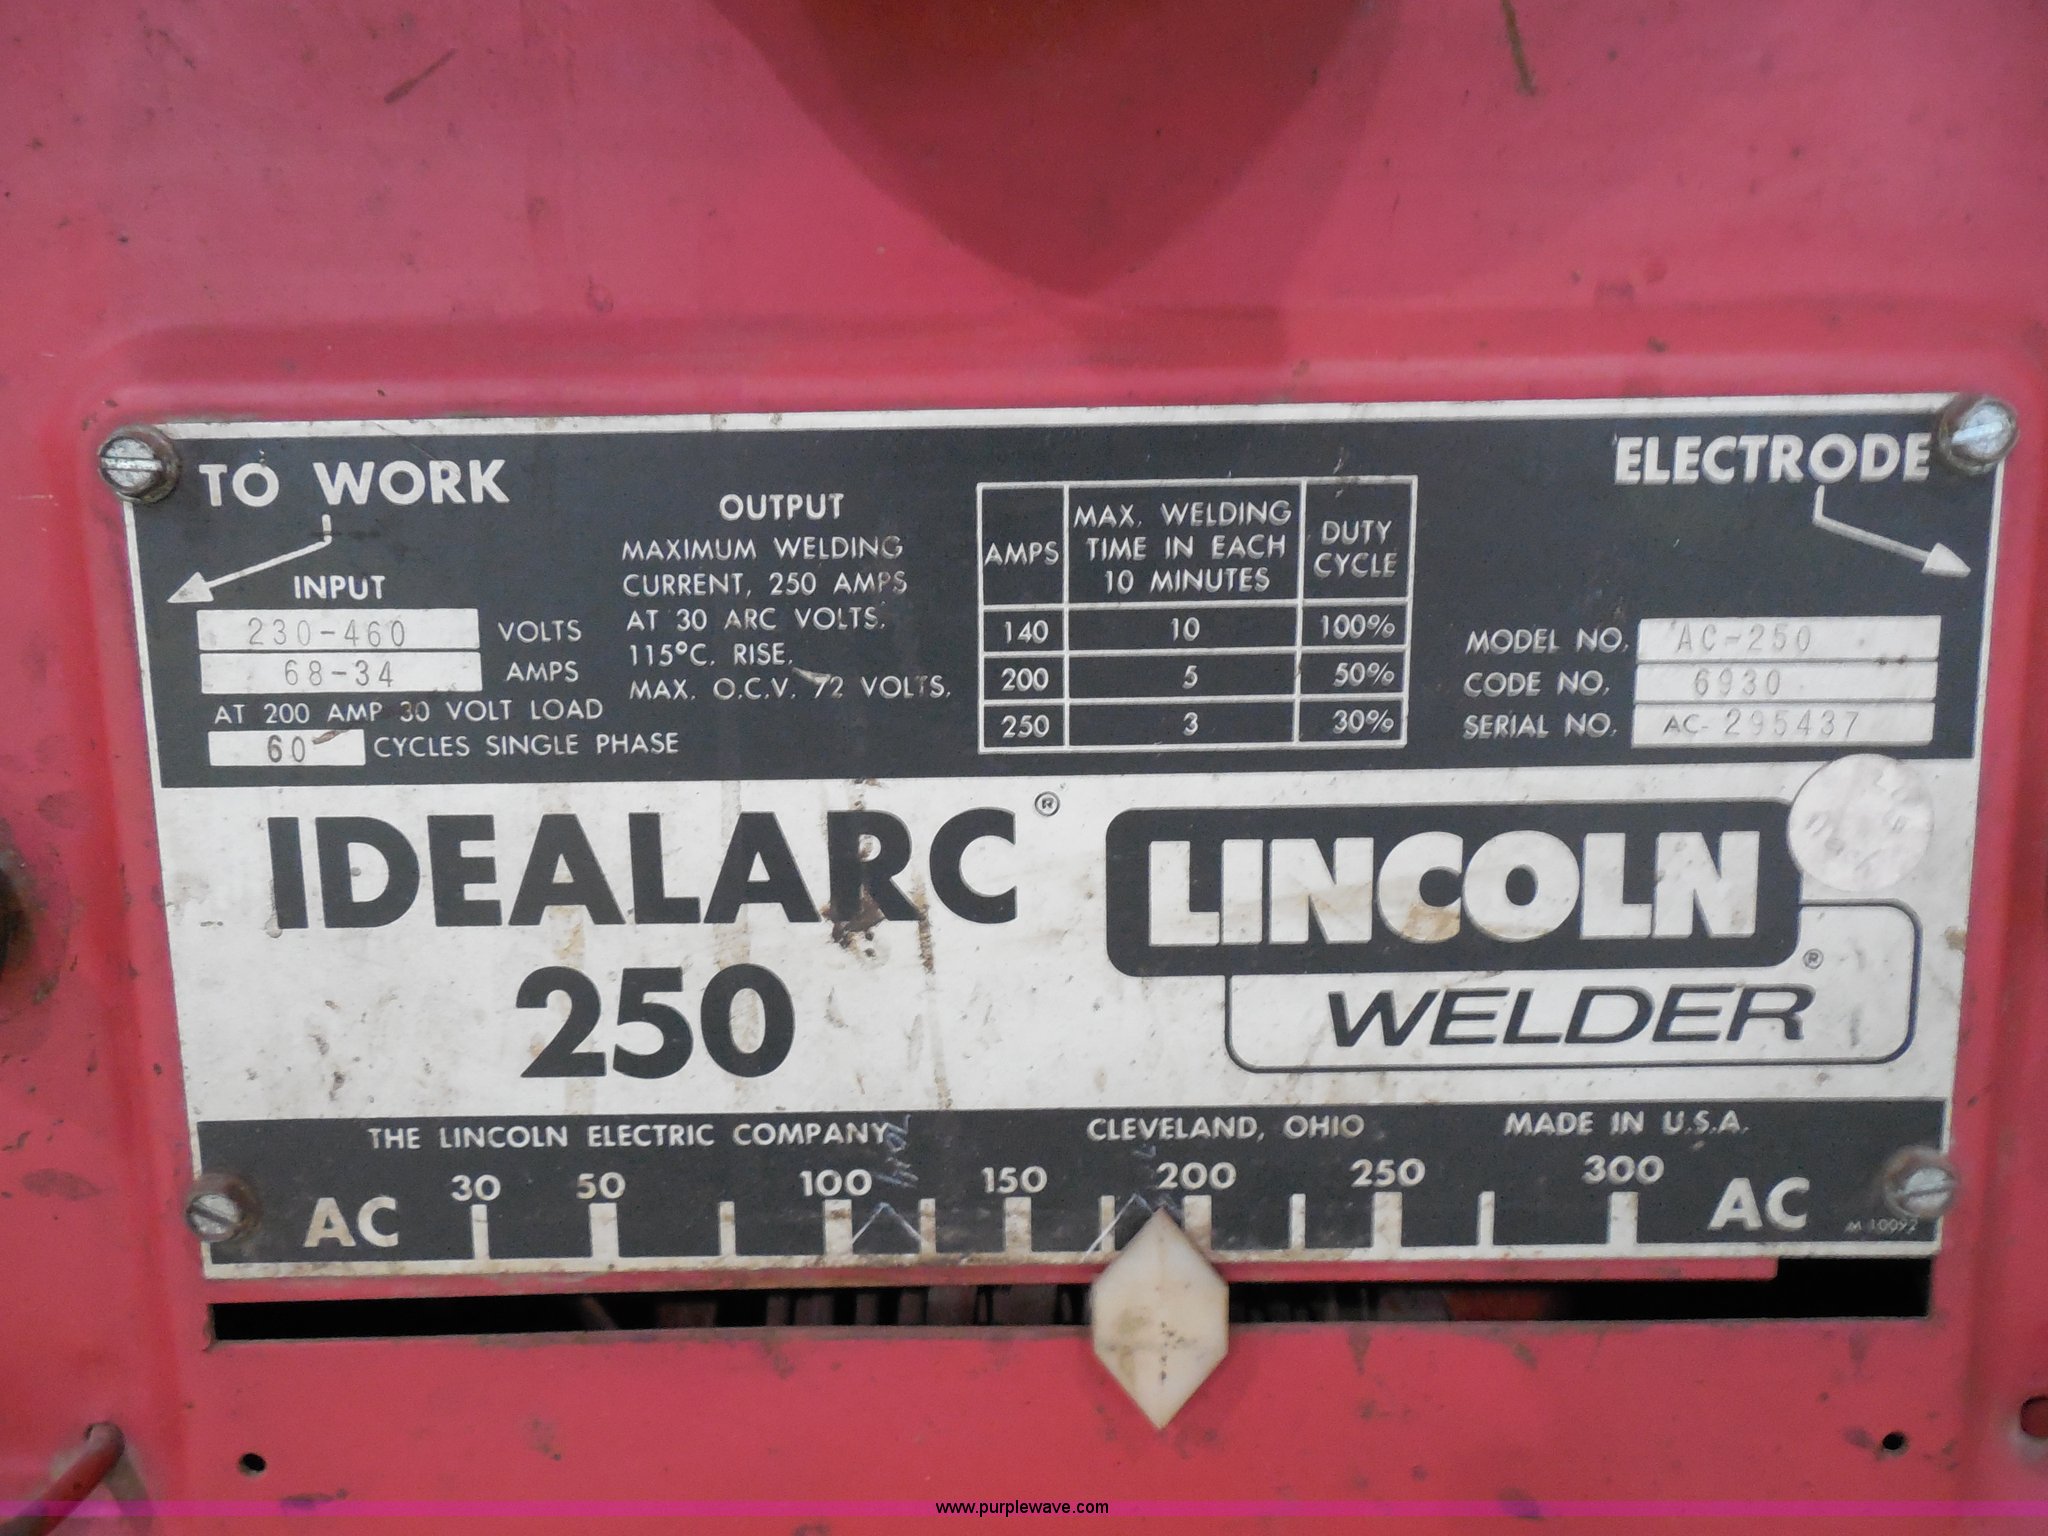 TO WORK
ELECTRODE
INPUT
230-460 VOLTS
68-34 AMPS
AT 200 AMP 30 VOLT LOAD
60 CYCLES SINGLE PHASE
OUTPUT
MAXIMUM WELDING
CURRENT, 250 AMPS
AT 30 ARC VOLTS.
115°C. RISE.
MAX. O.C.V. 72 VOLTS.
AMPS MAX. WELDING TIME IN EACH 10 MINUTES DUTY CYCLE
140 10 100%
200 5 50%
250 3 30%
MODEL NO. AC-250
CODE NO. 6930
SERIAL NO. AC-295437
IDEALARC®
250
LINCOLN®
WELDER
THE LINCOLN ELECTRIC COMPANY CLEVELAND, OHIO MADE IN U.S.A.
AC 30 50 100 150 200 250 300 AC
M 10092
www.purplewave.com